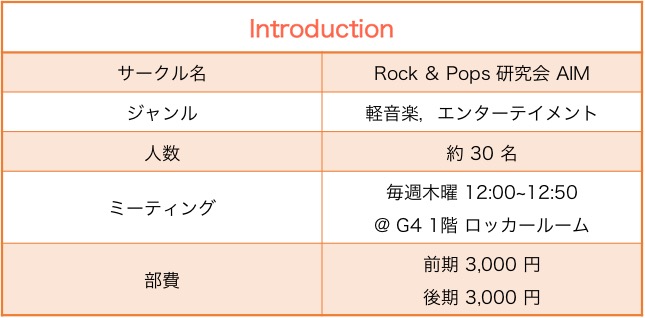 Introduction
サークル名
Rock & Pops 研究会 AIM
ジャンル
軽音楽，エンターテイメント
人数
約 30 名
ミーティング
毎週木曜 12:00~12:50
@ G4 1階 ロッカールーム
部費
前期 3,000 円
後期 3,000 円